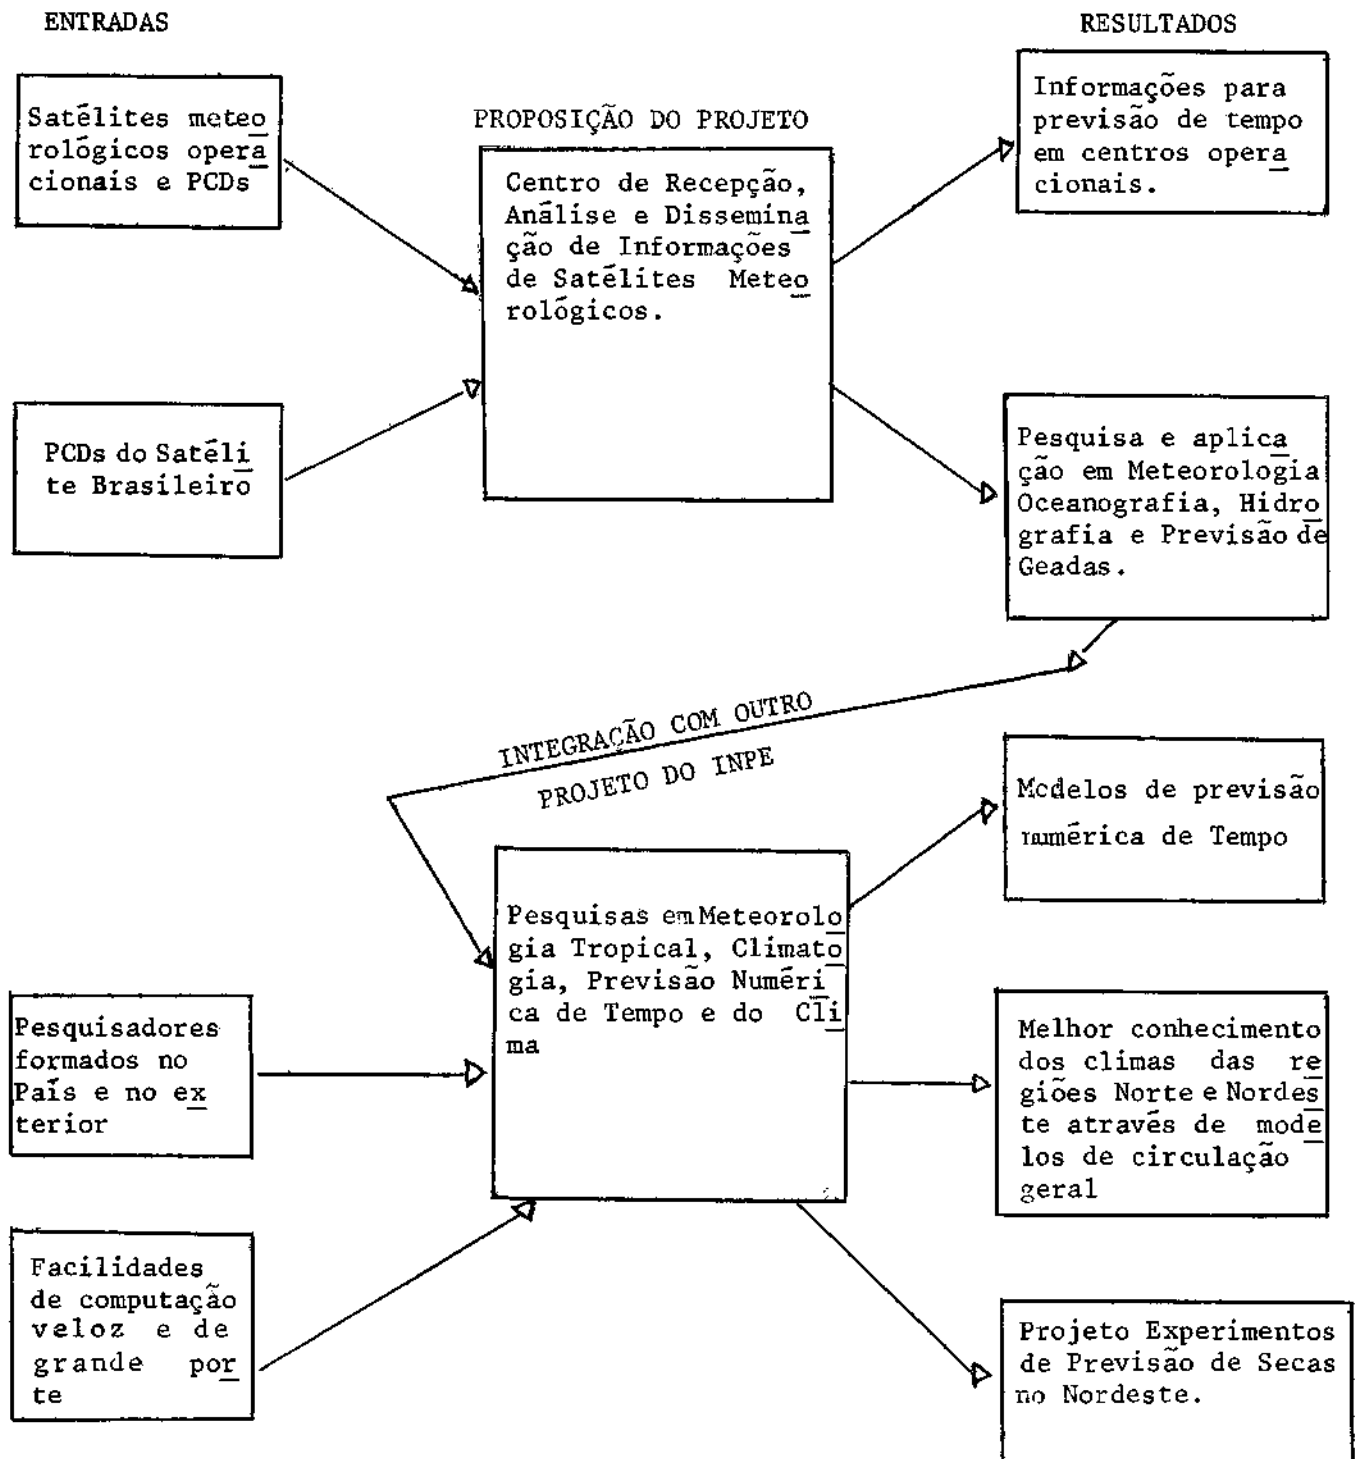 ENTRADAS
RESULTADOS
Satélites meteo
rológicos opera
cionais e PCDs
PROPOSIÇÃO DO PROJETO
Centro de Recepção,
Análise e Dissemina
ção de Informações
de Satélites Meteo
rológicos.
Informações para
previsão de tempo
em centros opera
cionais.
PCDs do Satéli
te Brasileiro
Pesquisa e aplica
ção em Meteorologia
Oceanografia, Hidro
grafia e Previsão de
Geadas.
INTEGRAÇÃO COM OUTRO
PROJETO DO INPE
Modelos de previsão
numérica de Tempo
Pesquisas em Meteorolo
gia Tropical, Climato
gia, Previsão Numéri
ca de Tempo e do Cli
ma
Pesquisadores
formados no
País e no ex
terior
Melhor conhecimento
dos climas das re
giões Norte e Nordes
te através de mode
los de circulação
geral
Facilidades
de computação
veloz e de
grande por
te
Projeto Experimentos
de Previsão de Secas
no Nordeste.